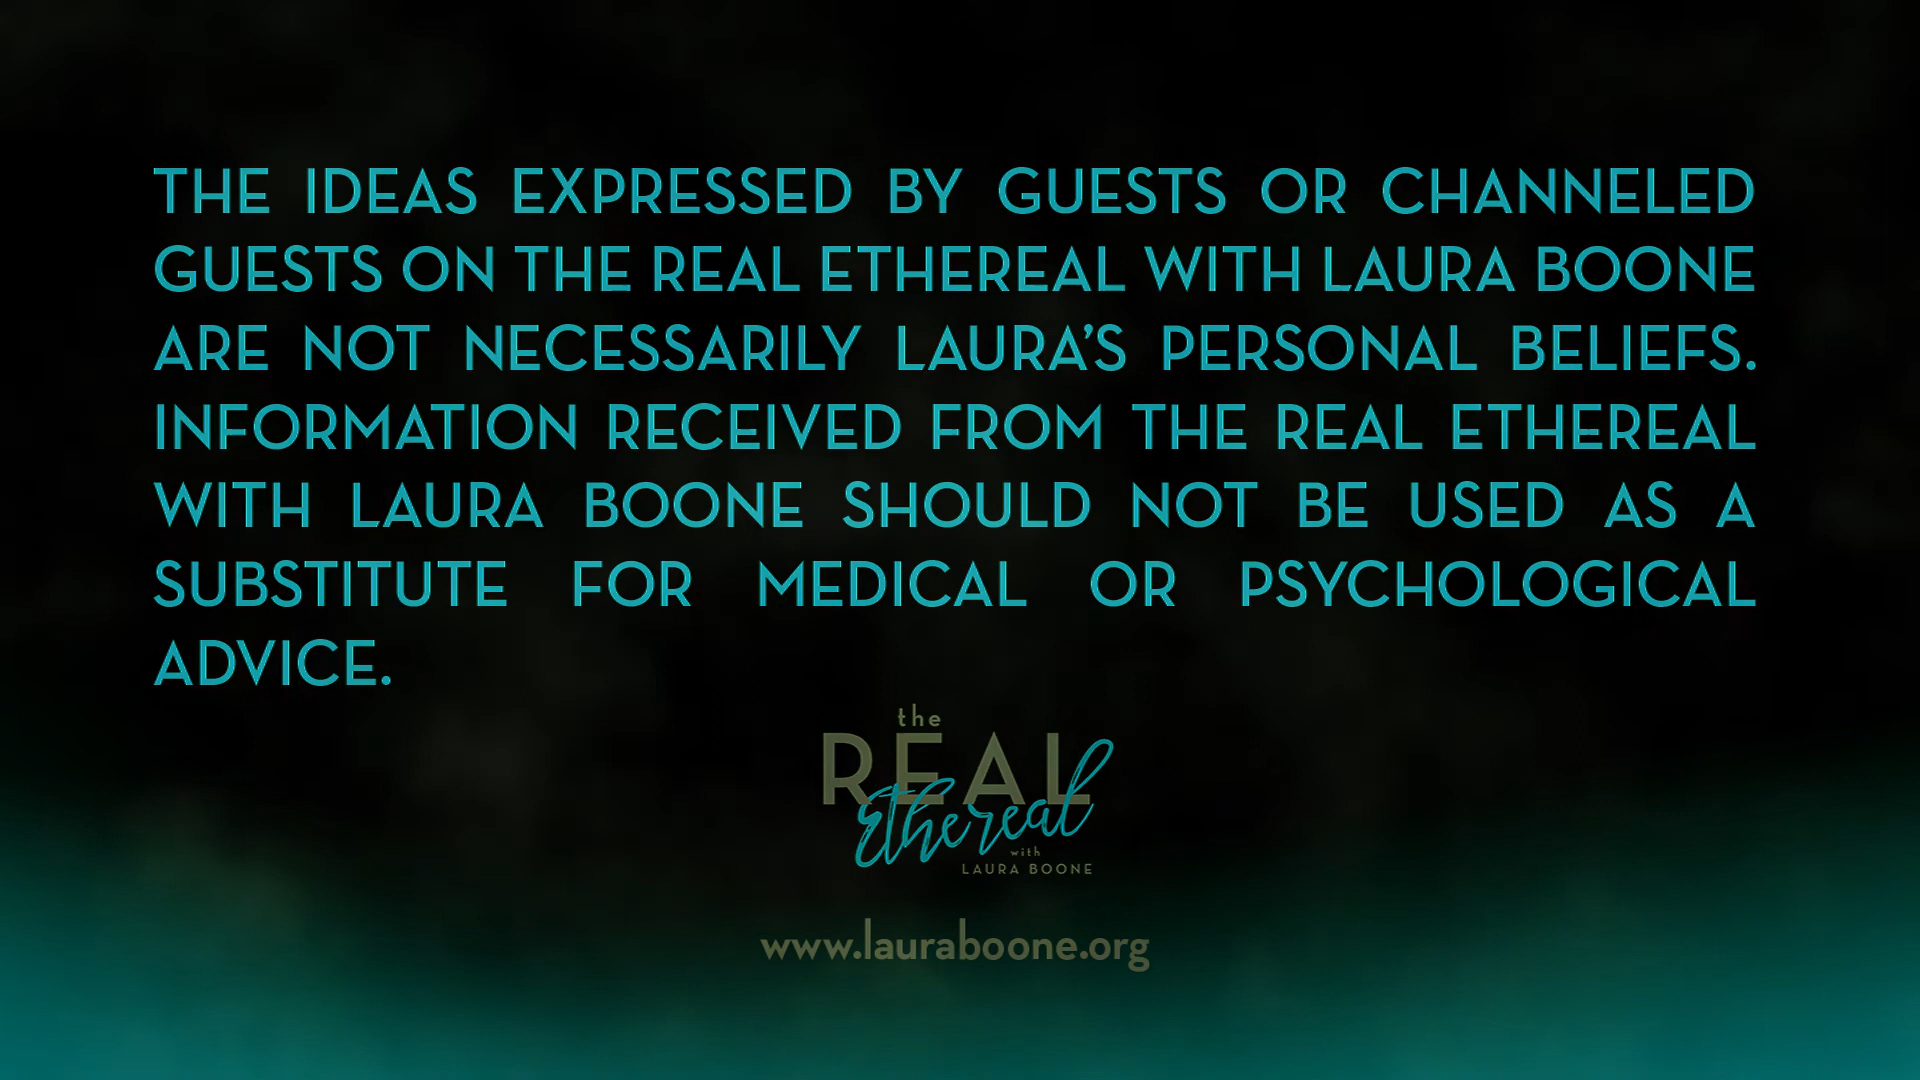 THE IDEAS EXPRESSED BY GUESTS OR CHANNELED
GUESTS ON THE REAL ETHEREAL WITH LAURA BOONE
ARE NOT NECESSARILY LAURA’S PERSONAL BELIEFS.
INFORMATION RECEIVED FROM THE REAL ETHEREAL
WITH LAURA BOONE SHOULD NOT BE USED AS A
SUBSTITUTE FOR MEDICAL OR PSYCHOLOGICAL
ADVICE.
the
REAL
Ethereal
with
LAURA BOONE
www.lauraboone.org